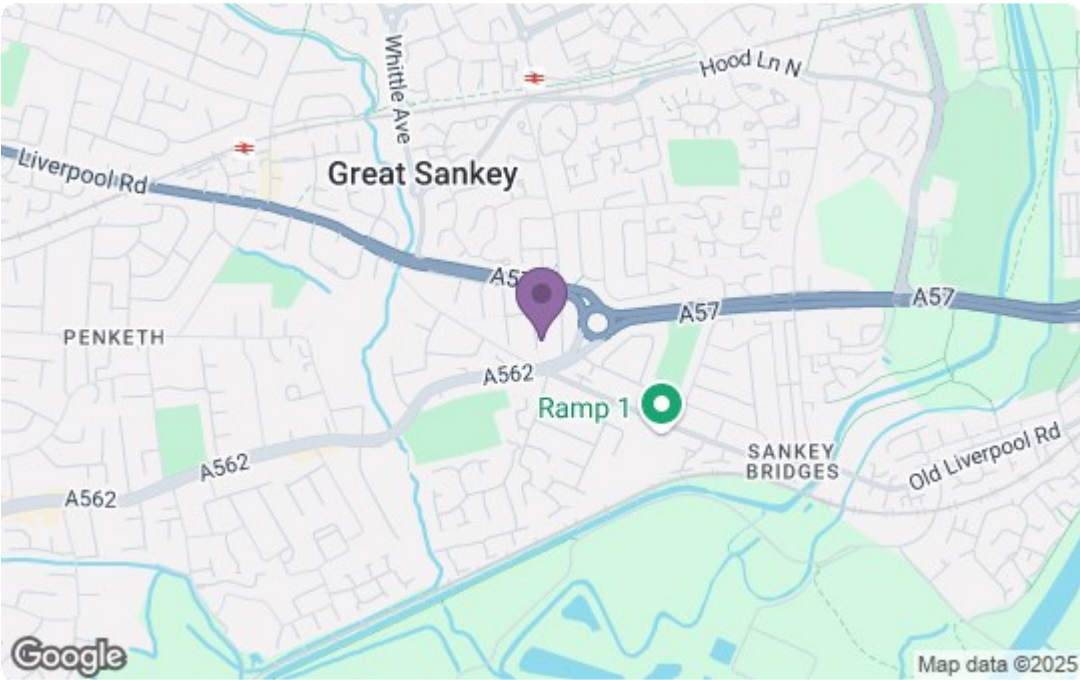 Whittle Ave
Hood Ln N
Liverpool Rd
Great Sankey
A57
A57
A57
PENKETH
A562
Ramp 1
SANKEY
BRIDGES
Old Liverpool Rd
A562
A562
Google
Map data ©2025